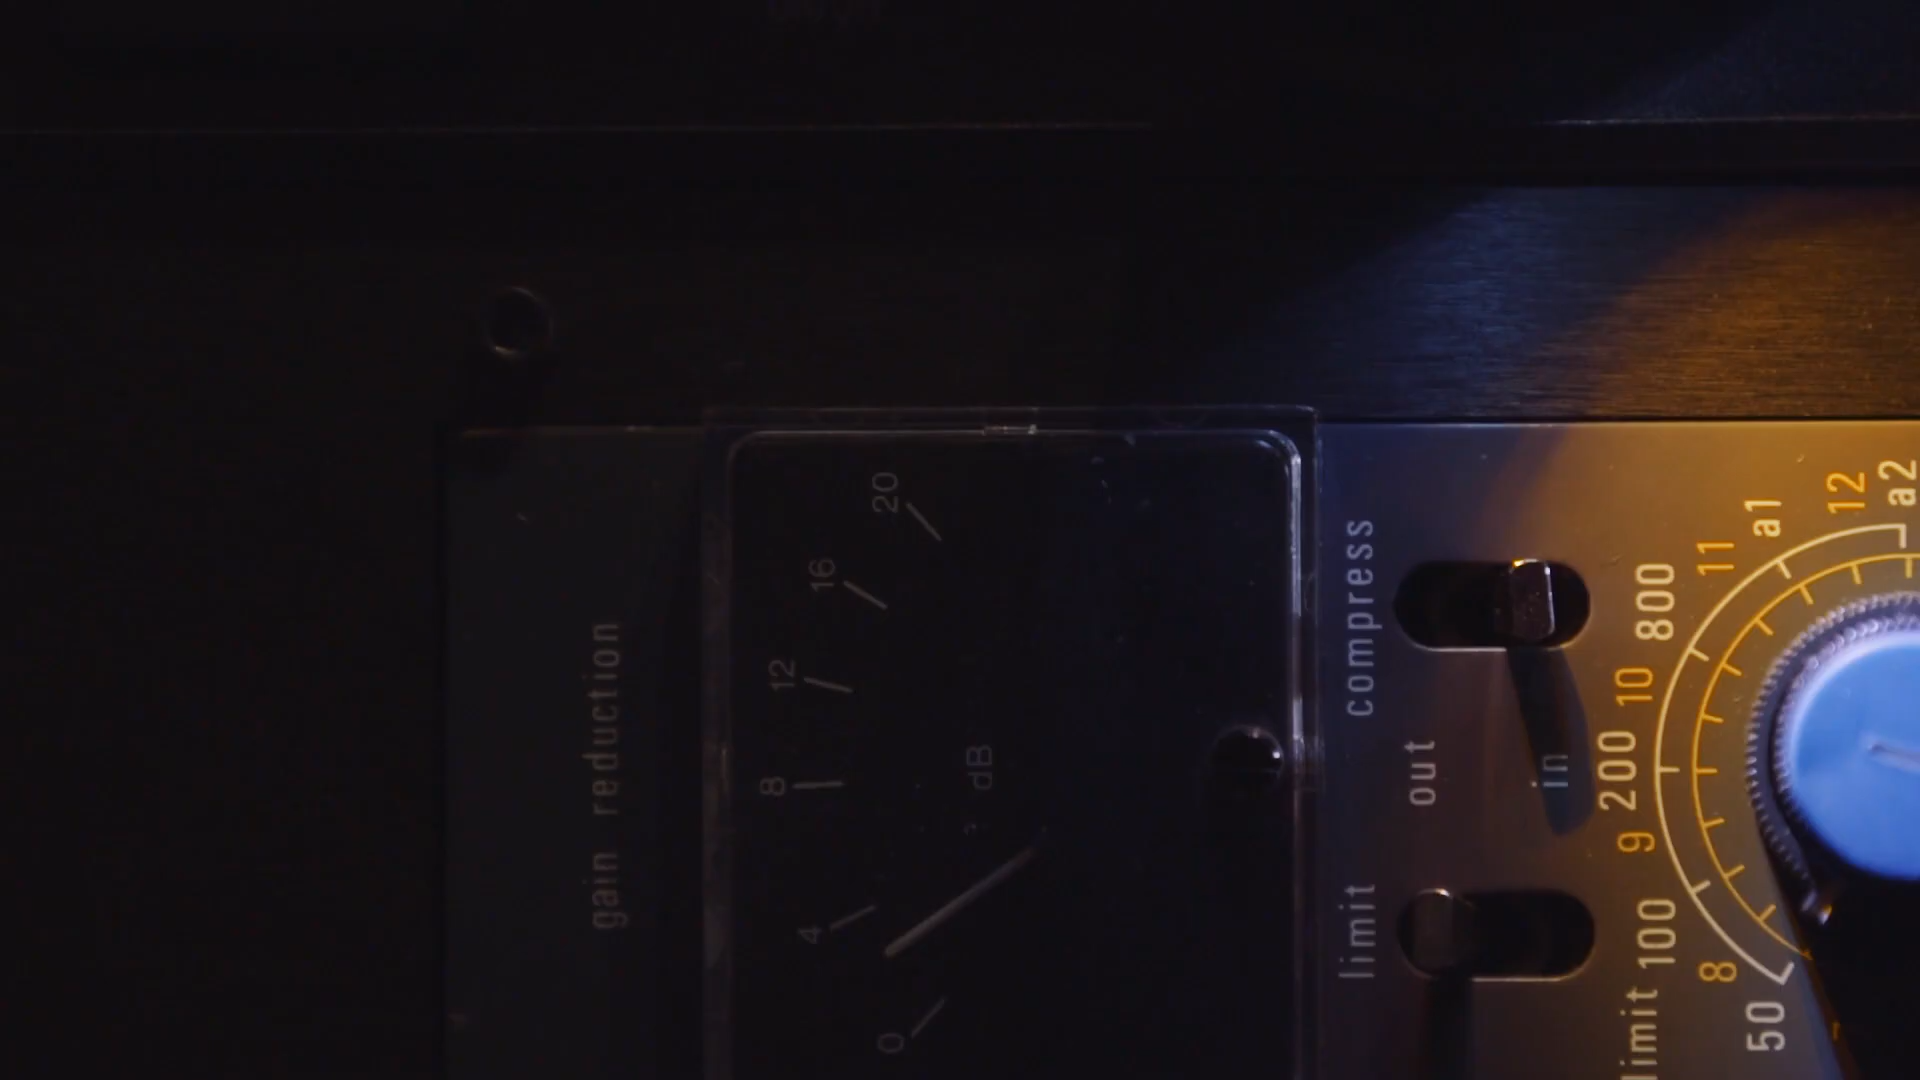 gain reduction
0 4 8 12 16 20
dB
limit
compress
out
in
limit
50 100 200 800 a1 a2
8 9 10 11 12